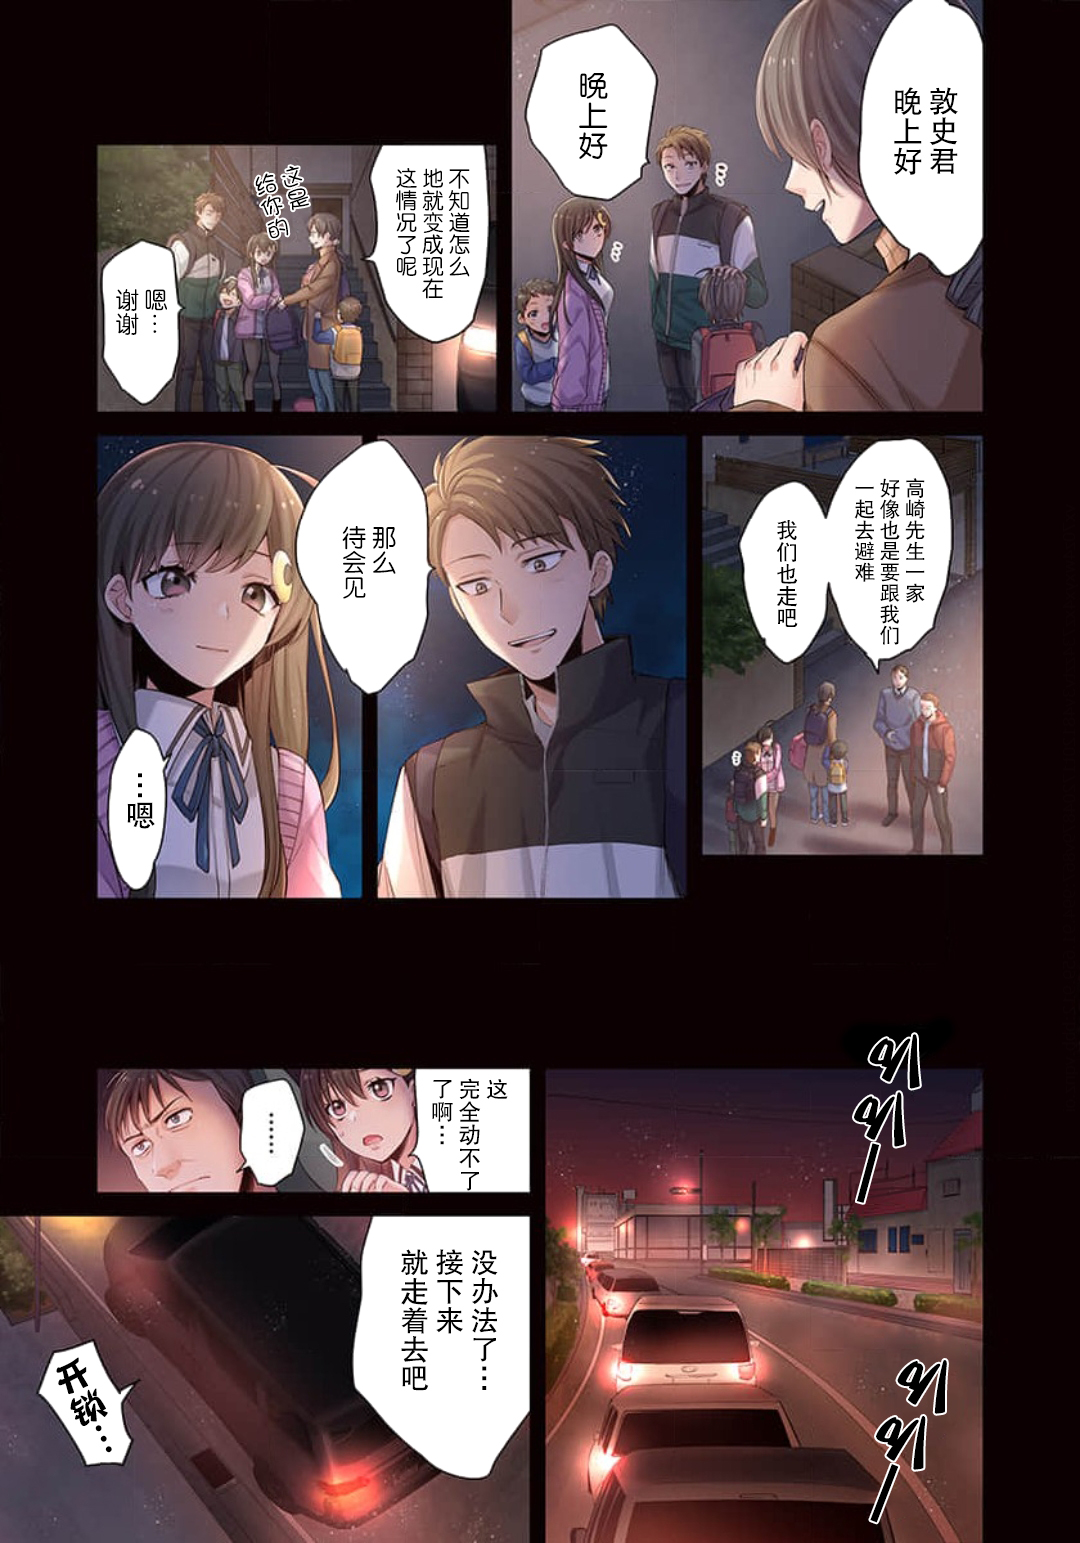 敦史君
晚上好
晚上好
不知道怎么
地就变成现在
这情况了呢
这是
给你的
嗯…
谢谢
高崎先生一家
好像也是要跟我们
一起去避难
我们也走吧
那么
待会见
…嗯
这
完全动不了
了啊…
……
没办法了…
接下来
就走着去吧
开锁…